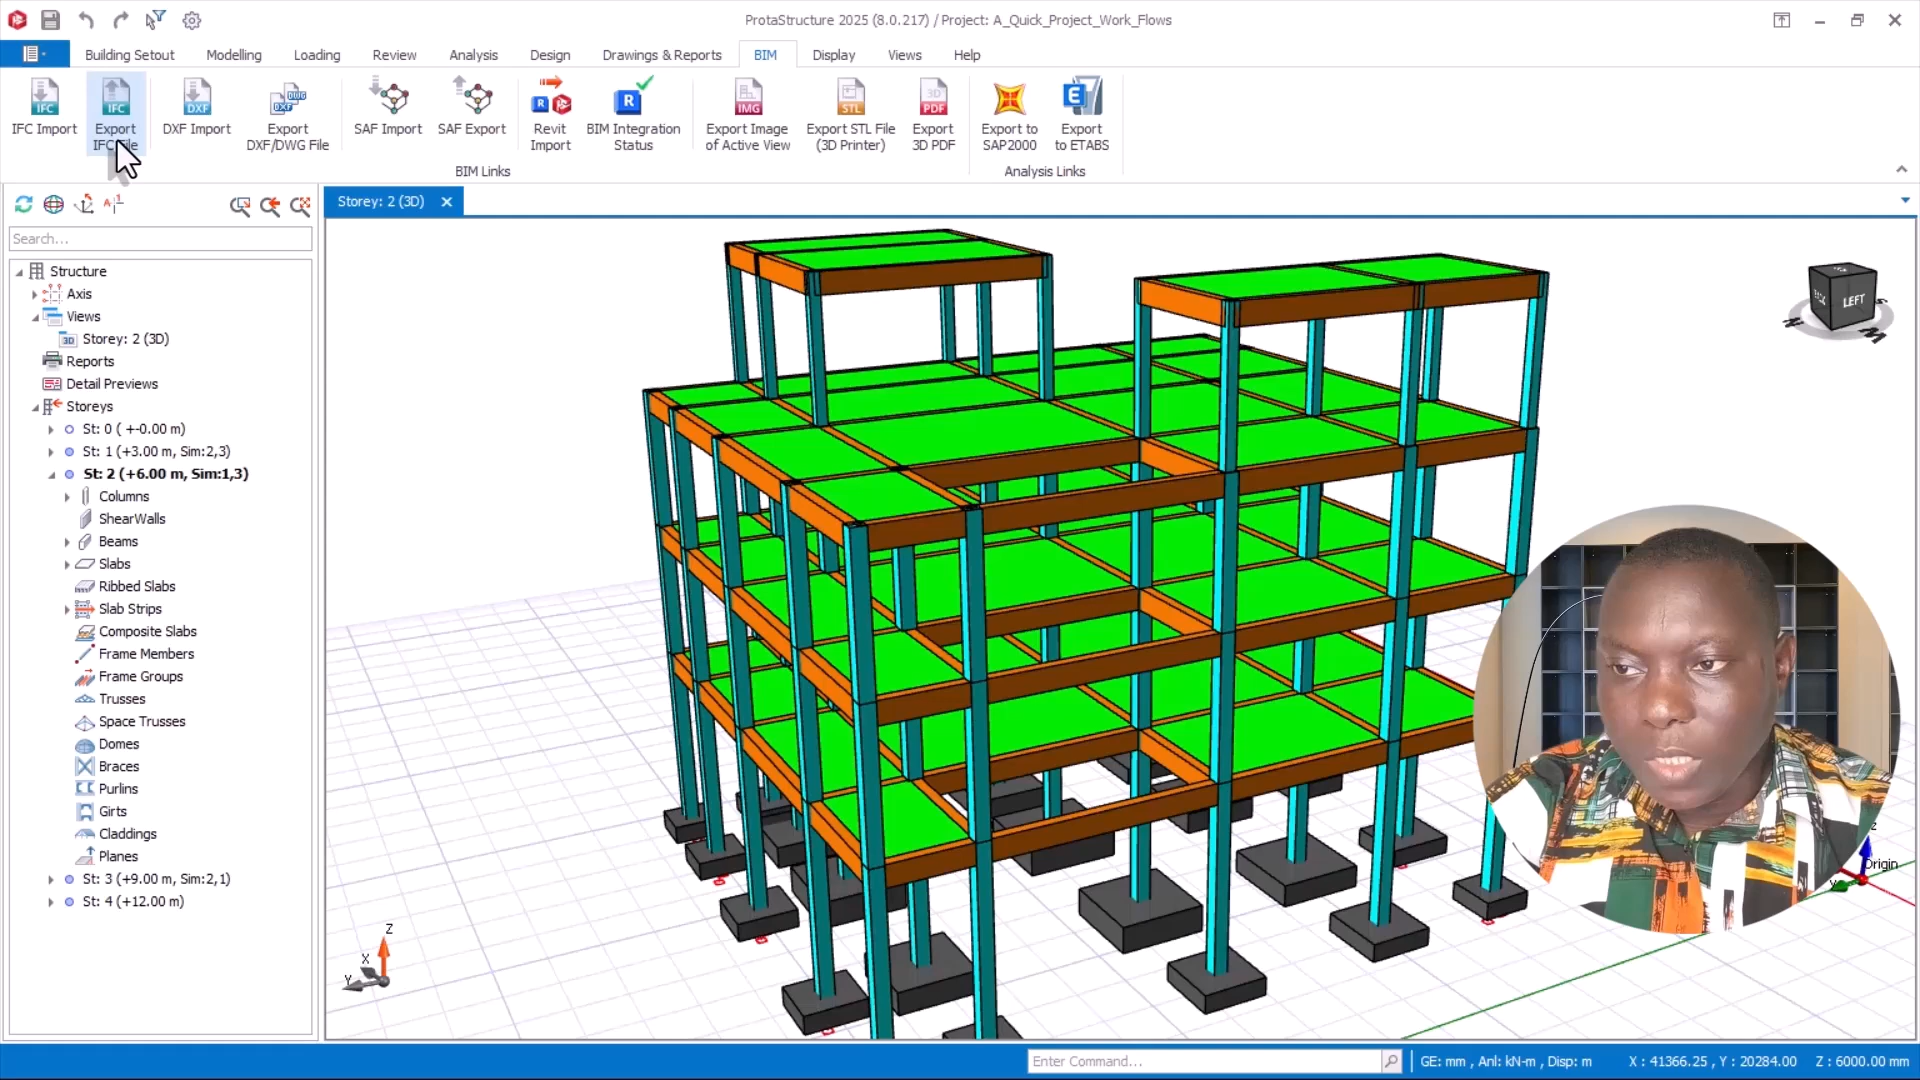 ProtaStructure 2025 (8.0.217) / Project: A_Quick_Project_Work_Flows
Building Setout Modelling Loading Review Analysis Design Drawings & Reports BIM Display Views Help
IFC Import
Export IFC File
DXF Import
Export DXF/DWG File
SAF Import
SAF Export
Revit Import
BIM Integration Status
Export Image of Active View
Export STL File (3D Printer)
Export 3D PDF
Export to SAP2000
Export to ETABS
BIM Links
Analysis Links
Storey: 2 (3D)
Search...
Structure
Axis
Views
Storey: 2 (3D)
Reports
Detail Previews
Storeys
St: 0 ( +-0.00 m)
St: 1 (+3.00 m, Sim:2,3)
St: 2 (+6.00 m, Sim:1,3)
Columns
ShearWalls
Beams
Slabs
Ribbed Slabs
Slab Strips
Composite Slabs
Frame Members
Frame Groups
Trusses
Space Trusses
Domes
Braces
Purlins
Girts
Claddings
Planes
St: 3 (+9.00 m, Sim:2,1)
St: 4 (+12.00 m)
LEFT
Origin
Z
X
Y
Enter Command...
GE: mm , Anl: kN-m , Disp: m
X : 41366.25 , Y : 20284.00
Z : 6000.00 mm